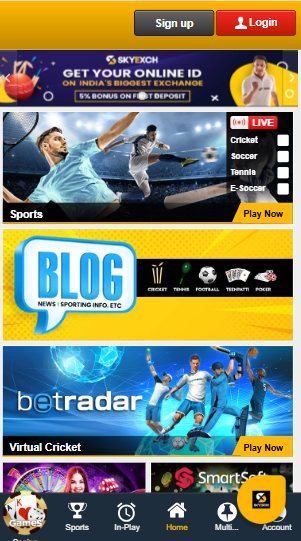 Sign up
Login
SKYEXCH
GET YOUR ONLINE ID
ON INDIA'S BIGGEST EXCHANGE
5% BONUS ON FIRST DEPOSIT
LIVE
Cricket
Soccer
Tennis
E-Soccer
Sports
Play Now
BLOG
NEWS | SPORTING INFO. ETC
CRICKET TENNIS FOOTBALL TEENPATTI POKER
betradar
Virtual Cricket
Play Now
SmartSoft
Games
Sports
In-Play
Home
Multi...
Account
SKYEXCH